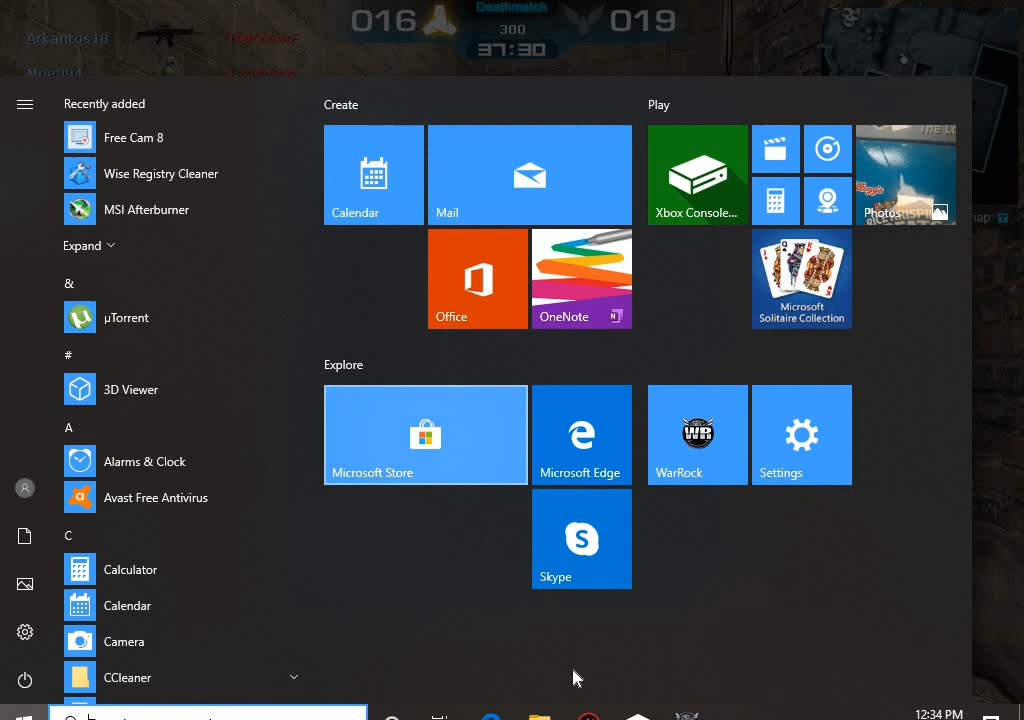 016
Deathmatch
300
37:30
019
Arkantos18
Recently added
Free Cam 8
Wise Registry Cleaner
MSI Afterburner
Expand
&
µTorrent
#
3D Viewer
A
Alarms & Clock
Avast Free Antivirus
C
Calculator
Calendar
Camera
CCleaner
Create
Calendar
Mail
Office
OneNote
N
Explore
Microsoft Store
Microsoft Edge
S
Skype
Play
Xbox Console...
Photos
Microsoft
Solitaire Collection
WR
WarRock
Settings
map: T
12:34 PM